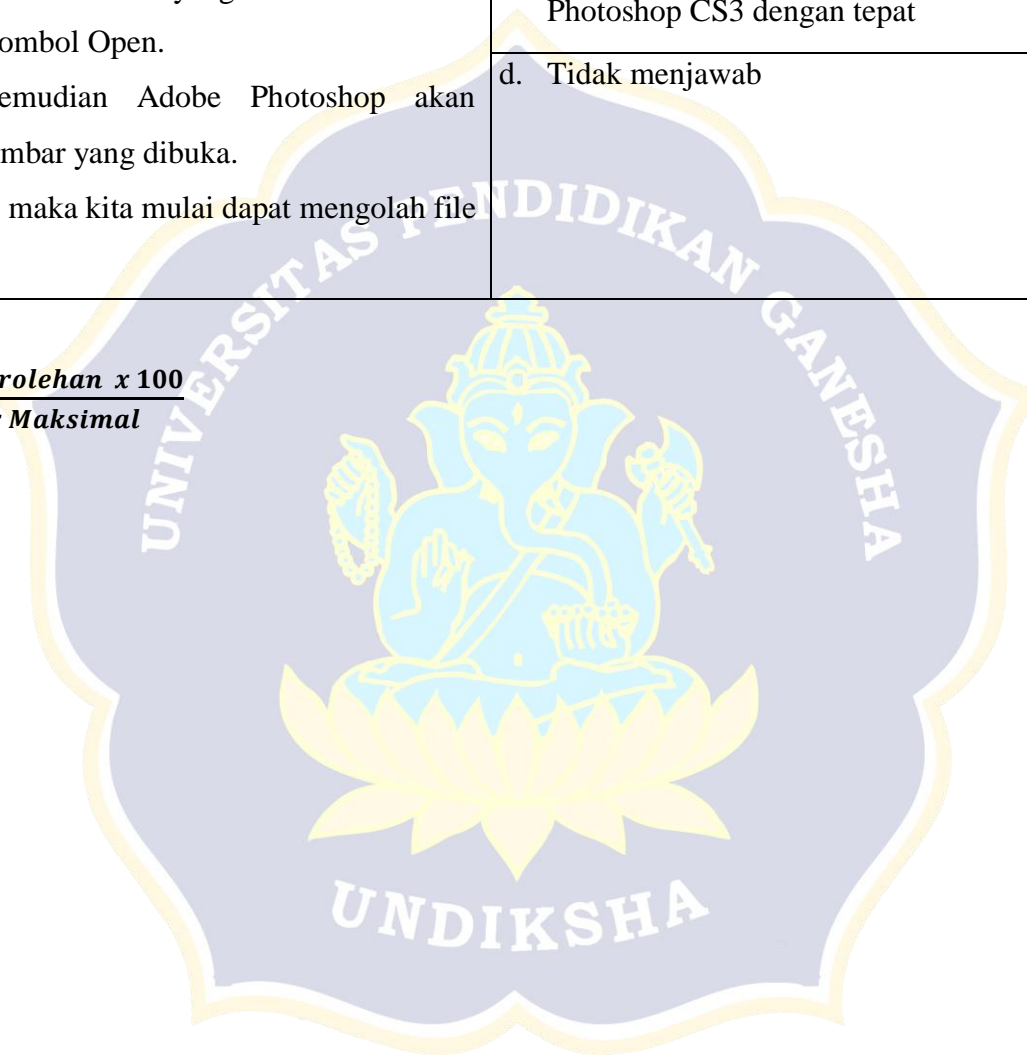 yang
ombol Open.
emudian Adobe Photoshop akan
mbar yang dibuka.
maka kita mulai dapat mengolah file
Photoshop CS3 dengan tepat
d. Tidak menjawab
rolehan x 100
Maksimal
UNIVERSITAS PENDIDIKAN GANESHA
UNDIKSHA